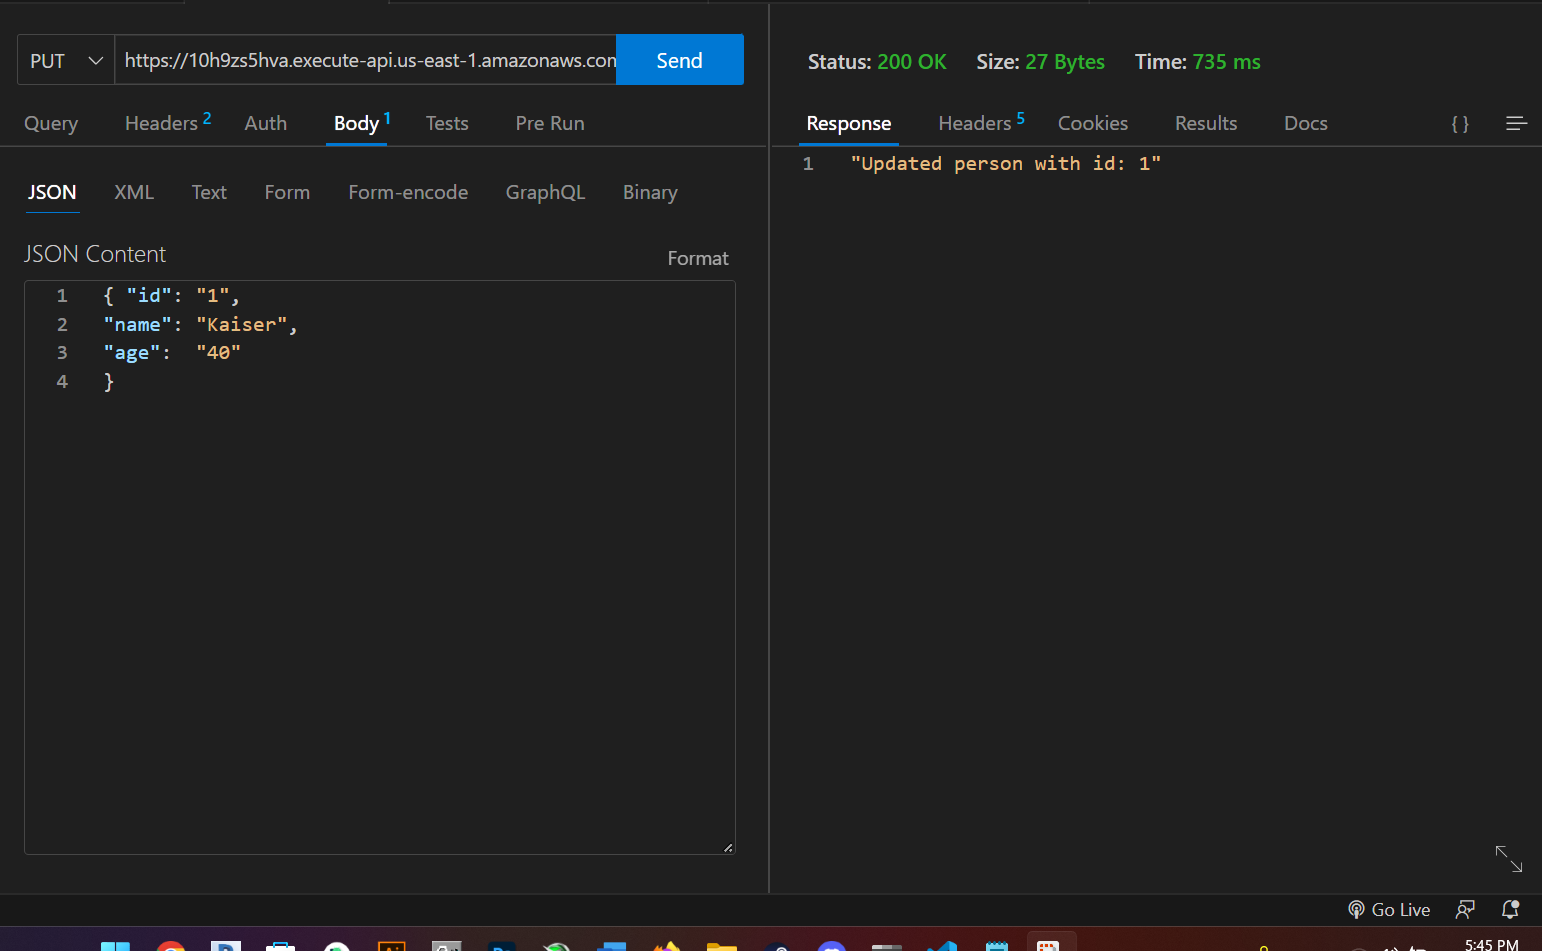 PUT https://10h9zs5hva.execute-api.us-east-1.amazonaws.con Send
Query Headers 2 Auth Body 1 Tests Pre Run
JSON XML Text Form Form-encode GraphQL Binary
JSON Content
Format
1 { "id": "1",
2 "name": "Kaiser",
3 "age": "40"
4 }
Status: 200 OK Size: 27 Bytes Time: 735 ms
Response Headers 5 Cookies Results Docs { }
1 "Updated person with id: 1"
Go Live
5:45 PM